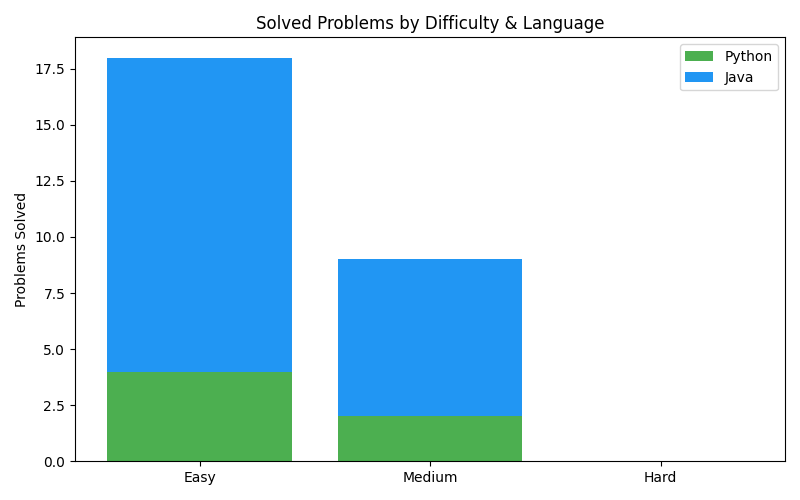 Solved Problems by Difficulty & Language
Python
Java
Problems Solved
17.5
15.0
12.5
10.0
7.5
5.0
2.5
0.0
Easy
Medium
Hard